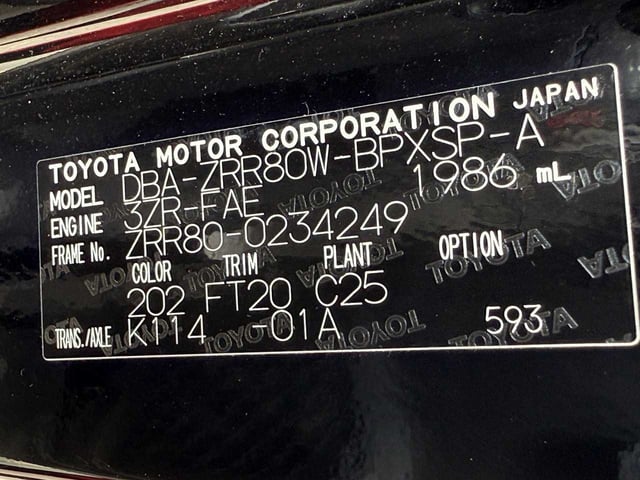 TOYOTA MOTOR CORPORATION JAPAN
MODEL DBA-ZRR80W-BPXSP-A
ENGINE 3ZR-FAE 1986 mL
FRAME No. ZRR80-0234249
COLOR TRIM PLANT OPTION
202 FT20 C25
TRANS./AXLE K114 -01A 593